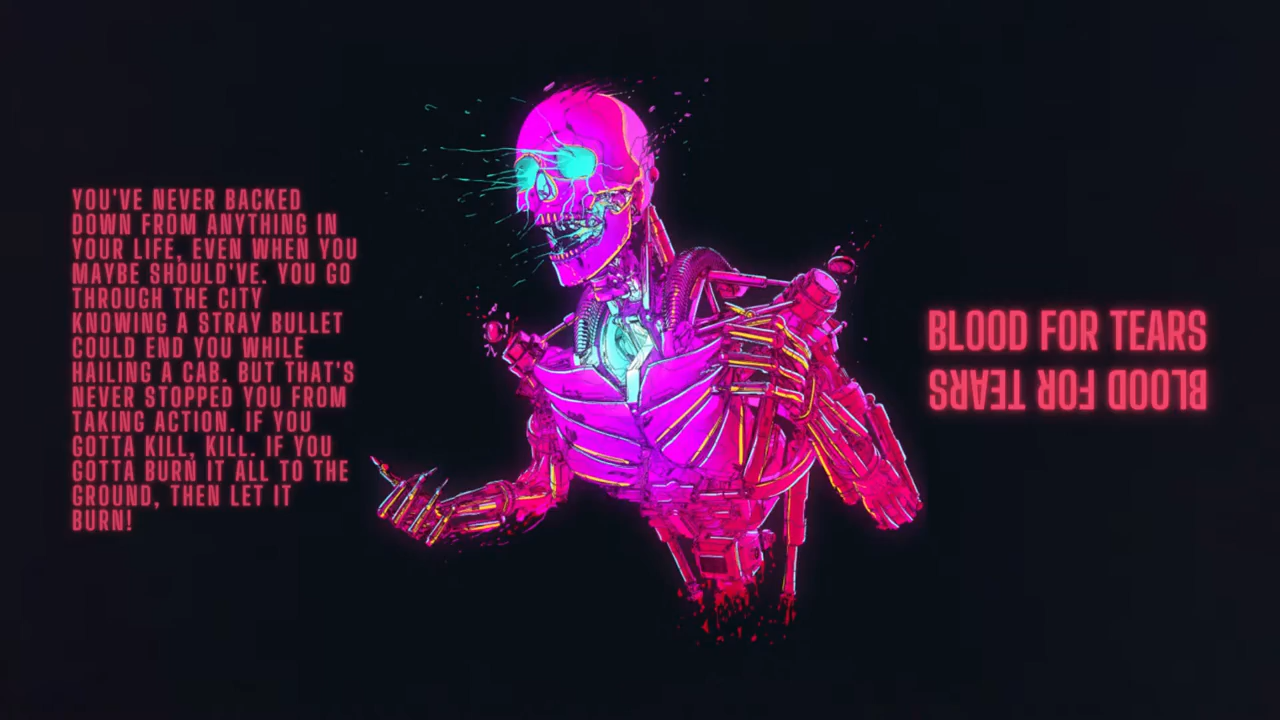 YOU'VE NEVER BACKED
DOWN FROM ANYTHING IN
YOUR LIFE, EVEN WHEN YOU
MAYBE SHOULD'VE. YOU GO
THROUGH THE CITY
KNOWING A STRAY BULLET
COULD END YOU WHILE
HAILING A CAB. BUT THAT'S
NEVER STOPPED YOU FROM
TAKING ACTION. IF YOU
GOTTA KILL, KILL. IF YOU
GOTTA BURN IT ALL TO THE
GROUND, THEN LET IT
BURN!
BLOOD FOR TEARS
BLOOD FOR TEARS